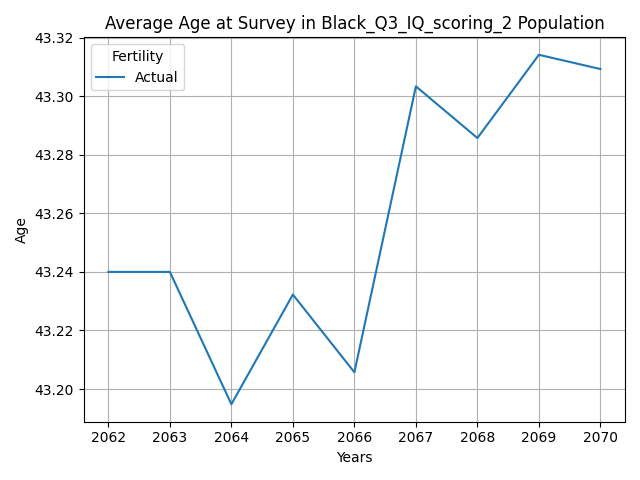 Average Age at Survey in Black_Q3_IQ_scoring_2 Population
43.32
Fertility
Actual
43.30
43.28
43.26
Age
43.24
43.22
43.20
2062 2063 2064 2065 2066 2067 2068 2069 2070
Years